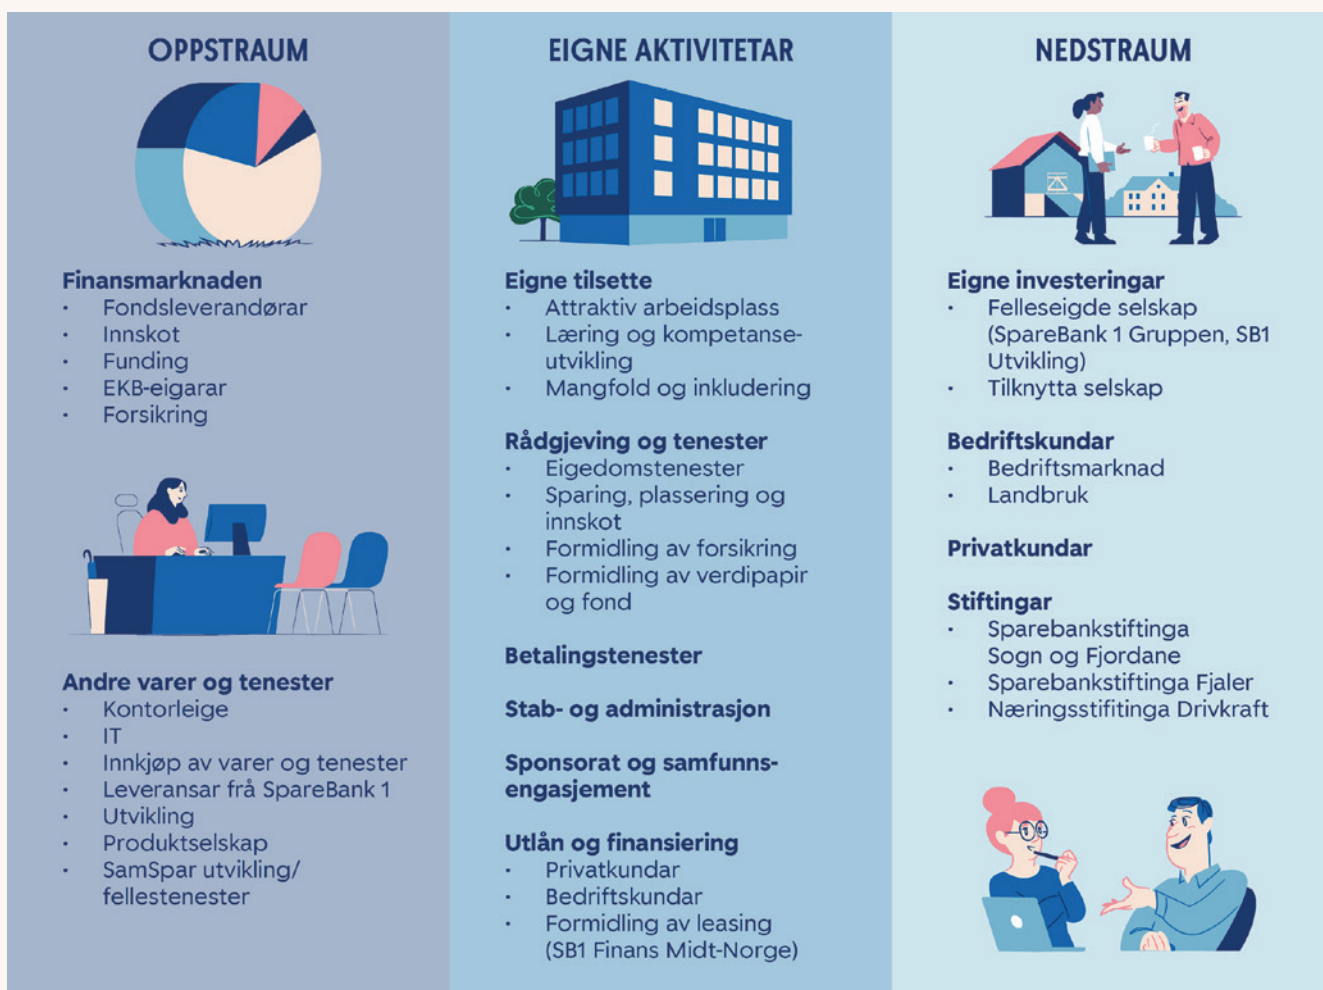 OPPSTRAUM
Finansmarknaden
· Fondsleverandørar
· Innskot
· Funding
· EKB-eigarar
· Forsikring
Andre varer og tenester
· Kontorleige
· IT
· Innkjøp av varer og tenester
· Leveransar frå SpareBank 1
· Utvikling
· Produktselskap
· SamSpar utvikling/
fellestenester
EIGNE AKTIVITETAR
Eigne tilsette
· Attraktiv arbeidsplass
· Læring og kompetanse-
utvikling
· Mangfold og inkludering
Rådgjeving og tenester
· Eigedomstenester
· Sparing, plassering og
innskot
· Formidling av forsikring
· Formidling av verdipapir
og fond
Betalingstenester
Stab- og administrasjon
Sponsorat og samfunns-
engasjement
Utlån og finansiering
· Privatkundar
· Bedriftskundar
· Formidling av leasing
(SB1 Finans Midt-Norge)
NEDSTRAUM
Eigne investeringar
· Felleseigde selskap
(SpareBank 1 Gruppen, SB1
Utvikling)
· Tilknytta selskap
Bedriftskundar
· Bedriftsmarknad
· Landbruk
Privatkundar
Stiftingar
· Sparebankstiftinga
Sogn og Fjordane
· Sparebankstiftinga Fjaler
· Næringsstifitinga Drivkraft